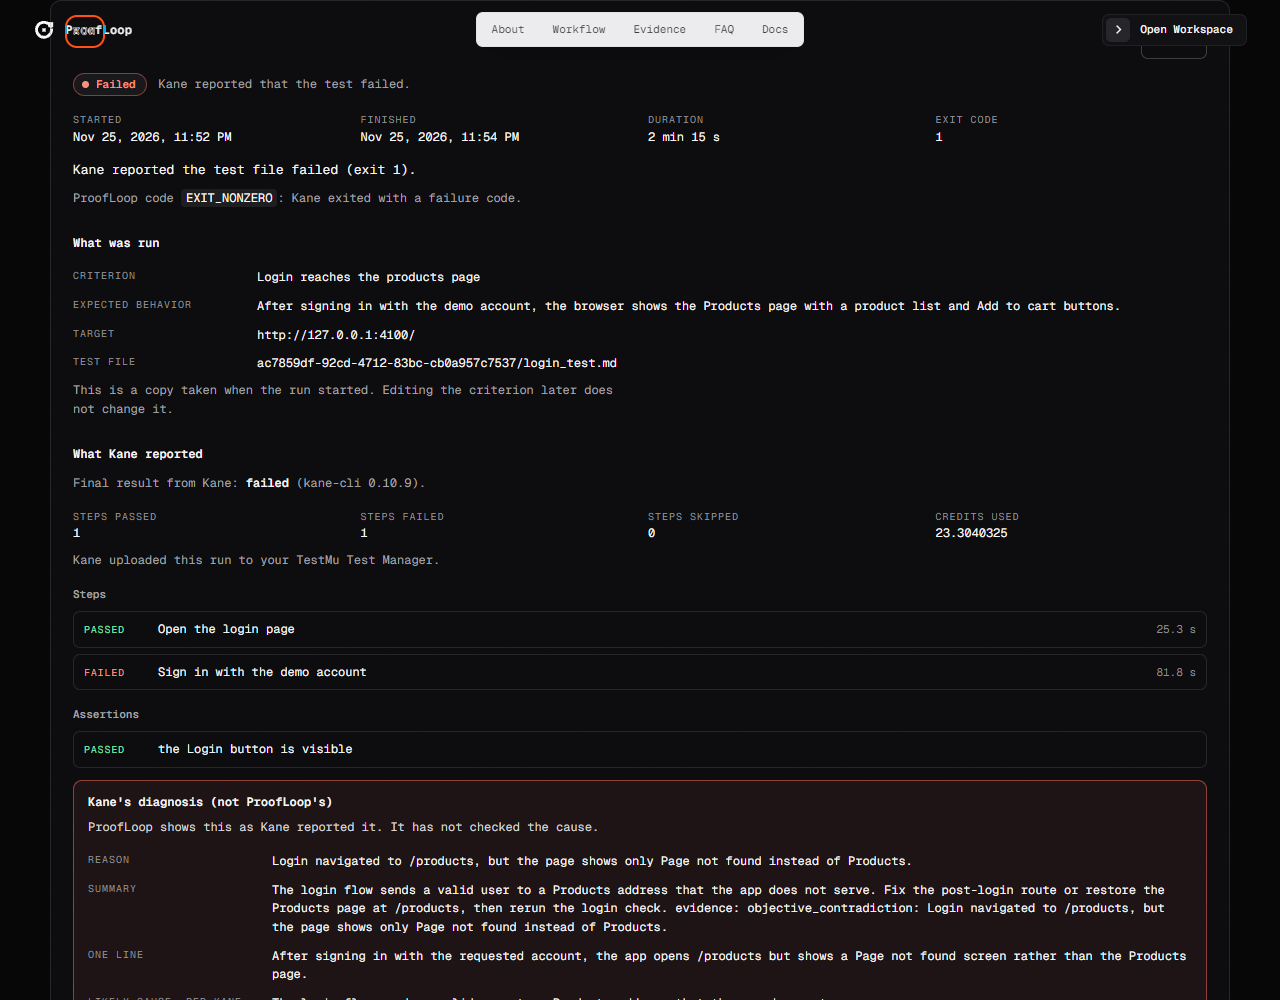 ProofLoop
About Workflow Evidence FAQ Docs
Open Workspace
Failed Kane reported that the test failed.
STARTED FINISHED DURATION EXIT CODE
Nov 25, 2026, 11:52 PM Nov 25, 2026, 11:54 PM 2 min 15 s 1
Kane reported the test file failed (exit 1).
ProofLoop code EXIT_NONZERO: Kane exited with a failure code.
What was run
CRITERION Login reaches the products page
EXPECTED BEHAVIOR After signing in with the demo account, the browser shows the Products page with a product list and Add to cart buttons.
TARGET http://127.0.0.1:4100/
TEST FILE ac7859df-92cd-4712-83bc-cb0a957c7537/login_test.md
This is a copy taken when the run started. Editing the criterion later does
not change it.
What Kane reported
Final result from Kane: failed (kane-cli 0.10.9).
STEPS PASSED STEPS FAILED STEPS SKIPPED CREDITS USED
1 1 0 23.3040325
Kane uploaded this run to your TestMu Test Manager.
Steps
PASSED Open the login page 25.3 s
FAILED Sign in with the demo account 81.8 s
Assertions
PASSED the Login button is visible
Kane's diagnosis (not ProofLoop's)
ProofLoop shows this as Kane reported it. It has not checked the cause.
REASON Login navigated to /products, but the page shows only Page not found instead of Products.
SUMMARY The login flow sends a valid user to a Products address that the app does not serve. Fix the post-login route or restore the
Products page at /products, then rerun the login check. evidence: objective_contradiction: Login navigated to /products, but
the page shows only Page not found instead of Products.
ONE LINE After signing in with the requested account, the app opens /products but shows a Page not found screen rather than the Products
page.